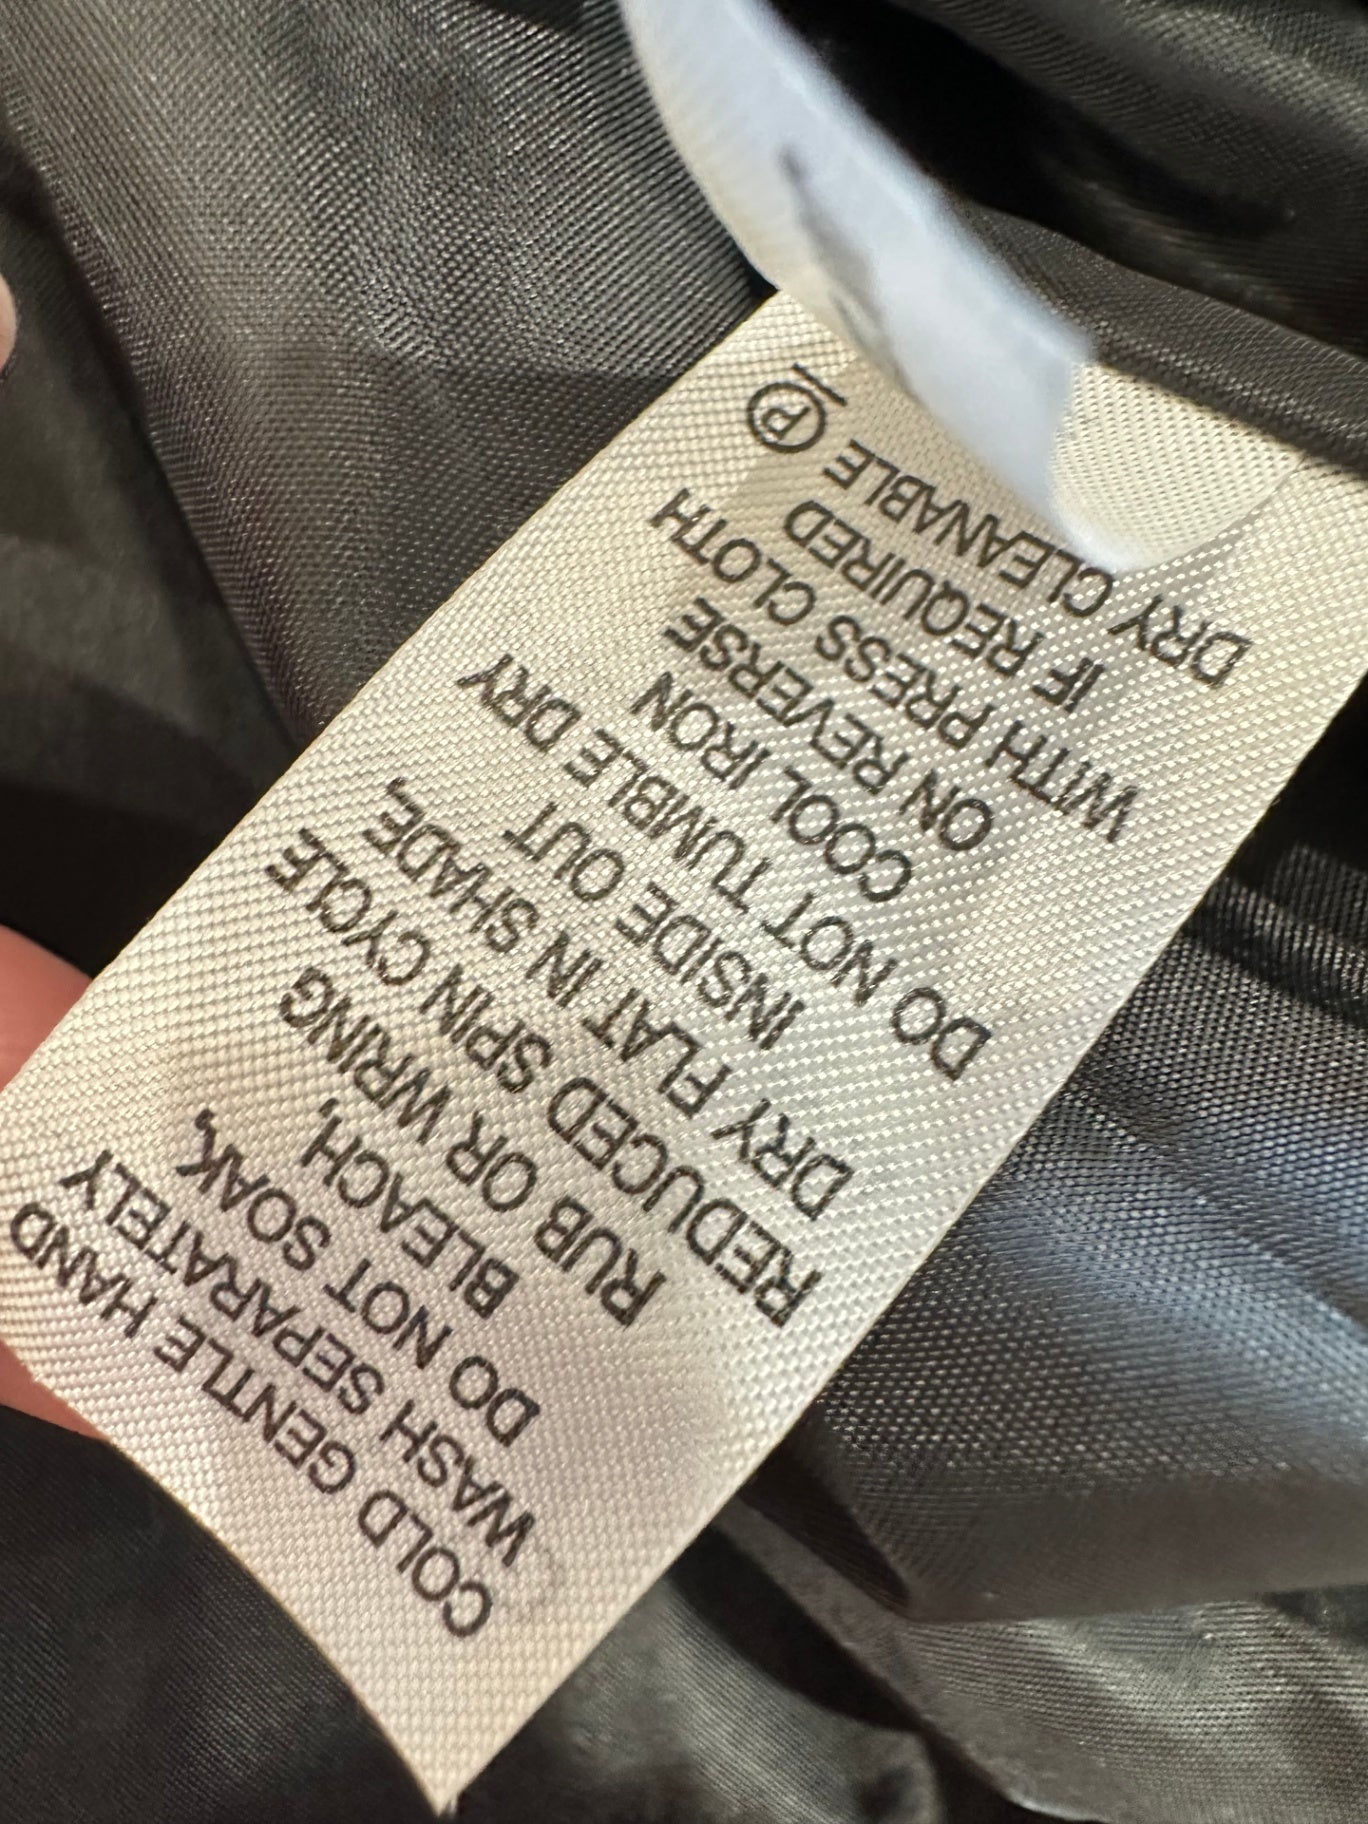 COLD GENTLE HAND
WASH SEPARATELY
DO NOT SOAK,
BLEACH,
RUB OR WRING
REDUCED SPIN CYCLE
DRY FLAT IN SHADE,
INSIDE OUT
DO NOT TUMBLE DRY
COOL IRON
ON REVERSE
WITH PRESS CLOTH
IF REQUIRED
DRY CLEANABLE P